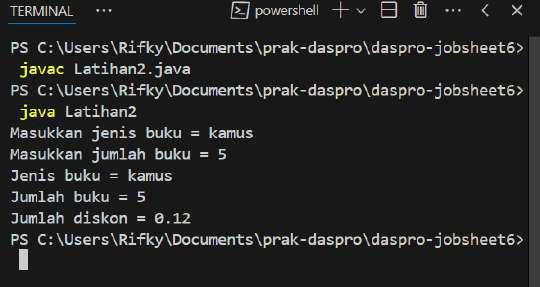 TERMINAL ... powershell
PS C:\Users\Rifky\Documents\prak-daspro\daspro-jobsheet6>
javac Latihan2.java
PS C:\Users\Rifky\Documents\prak-daspro\daspro-jobsheet6>
java Latihan2
Masukkan jenis buku = kamus
Masukkan jumlah buku = 5
Jenis buku = kamus
Jumlah buku = 5
Jumlah diskon = 0.12
PS C:\Users\Rifky\Documents\prak-daspro\daspro-jobsheet6>